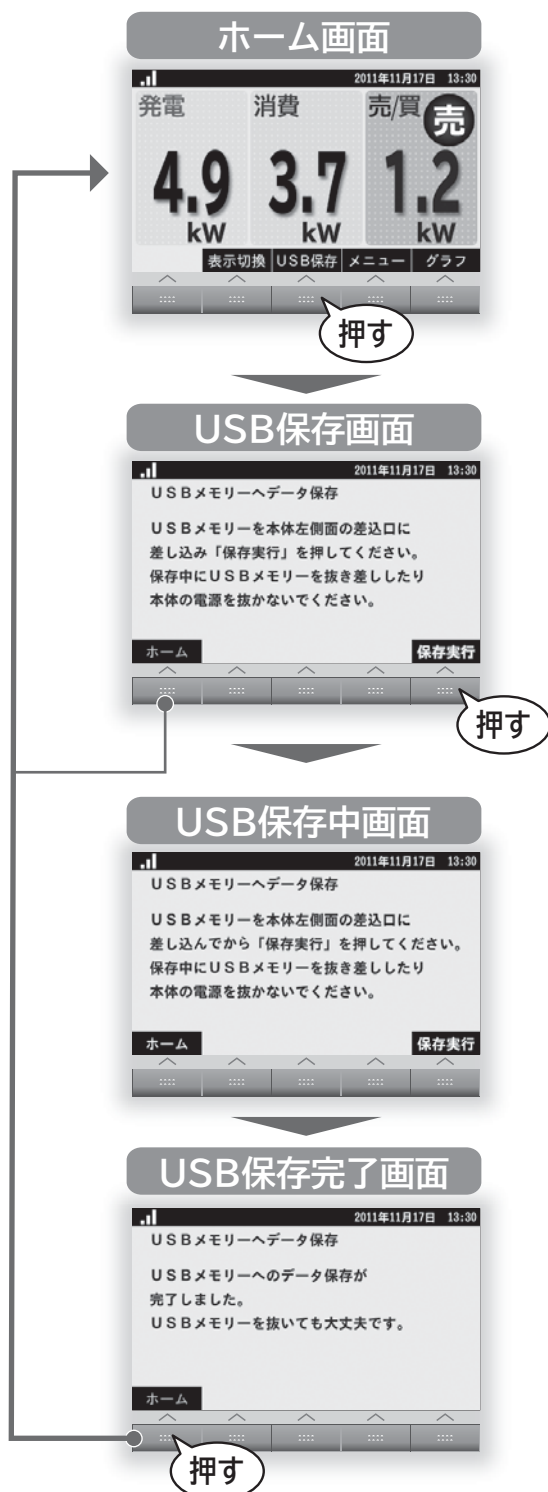 ホーム画面
2011年11月17日 13:30
発電 消費 売/買 売
4.9 3.7 1.2
kW kW kW
表示切換 USB保存 メニュー グラフ
押す
USB保存画面
2011年11月17日 13:30
USBメモリーへデータ保存
USBメモリーを本体左側面の差込口に
差し込み「保存実行」を押してください。
保存中にUSBメモリーを抜き差ししたり
本体の電源を抜かないでください。
ホーム 保存実行
押す
USB保存中画面
2011年11月17日 13:30
USBメモリーへデータ保存
USBメモリーを本体左側面の差込口に
差し込んでから「保存実行」を押してください。
保存中にUSBメモリーを抜き差ししたり
本体の電源を抜かないでください。
ホーム 保存実行
USB保存完了画面
2011年11月17日 13:30
USBメモリーへデータ保存
USBメモリーへのデータ保存が
完了しました。
USBメモリーを抜いても大丈夫です。
ホーム
押す